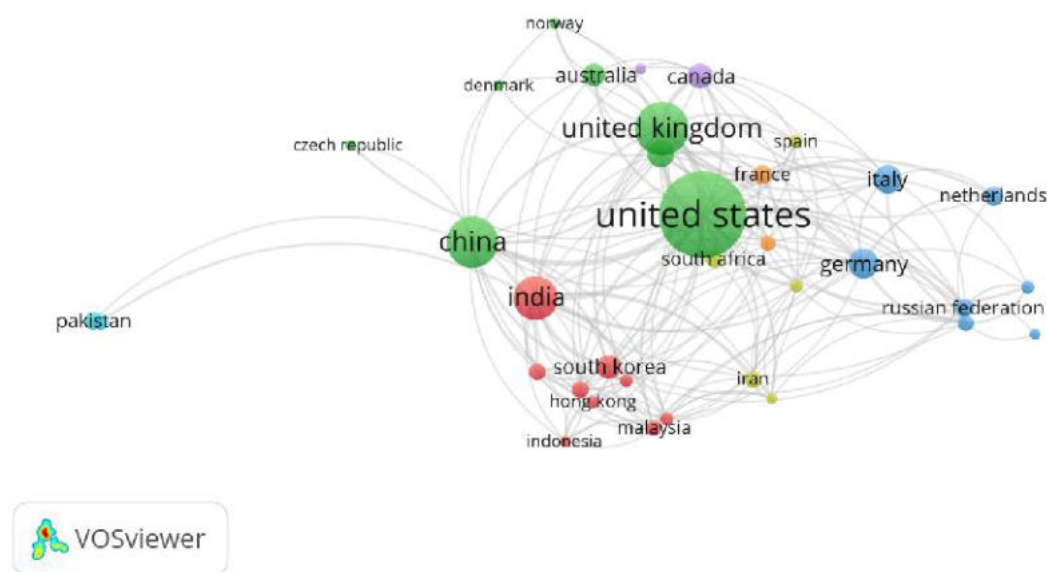 norway
australia
canada
denmark
united kingdom
czech republic
spain
france
italy
netherlands
united states
china
south africa
germany
india
russian federation
pakistan
south korea
iran
hong kong
malaysia
indonesia
VOSviewer